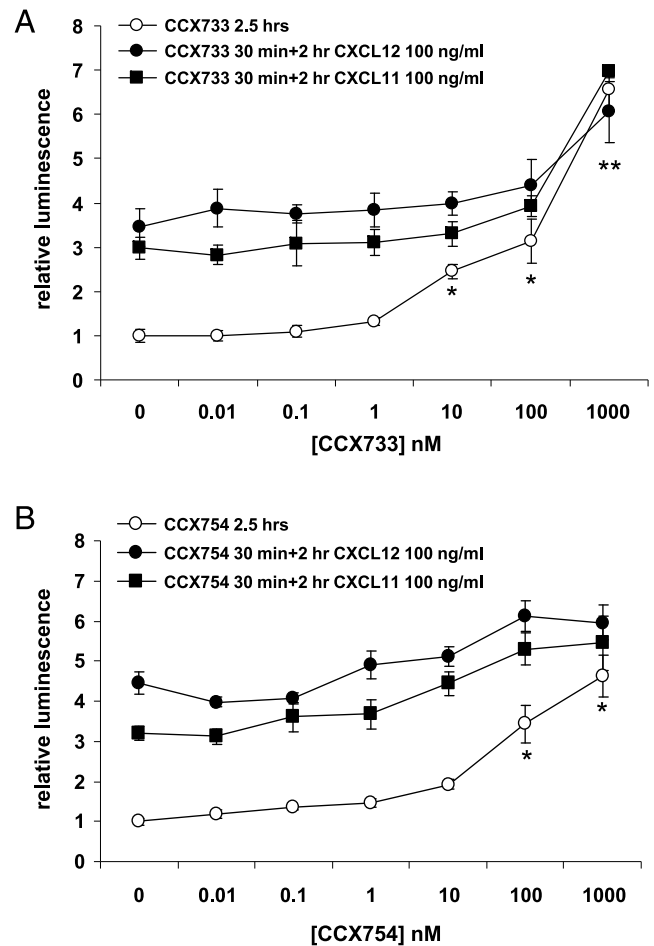 A
CCX733 2.5 hrs
CCX733 30 min+2 hr CXCL12 100 ng/ml
CCX733 30 min+2 hr CXCL11 100 ng/ml
relative luminescence
8
7
6
5
4
3
2
1
0
* * **
0 0.01 0.1 1 10 100 1000
[CCX733] nM
B
CCX754 2.5 hrs
CCX754 30 min+2 hr CXCL12 100 ng/ml
CCX754 30 min+2 hr CXCL11 100 ng/ml
relative luminescence
8
7
6
5
4
3
2
1
0
* *
0 0.01 0.1 1 10 100 1000
[CCX754] nM